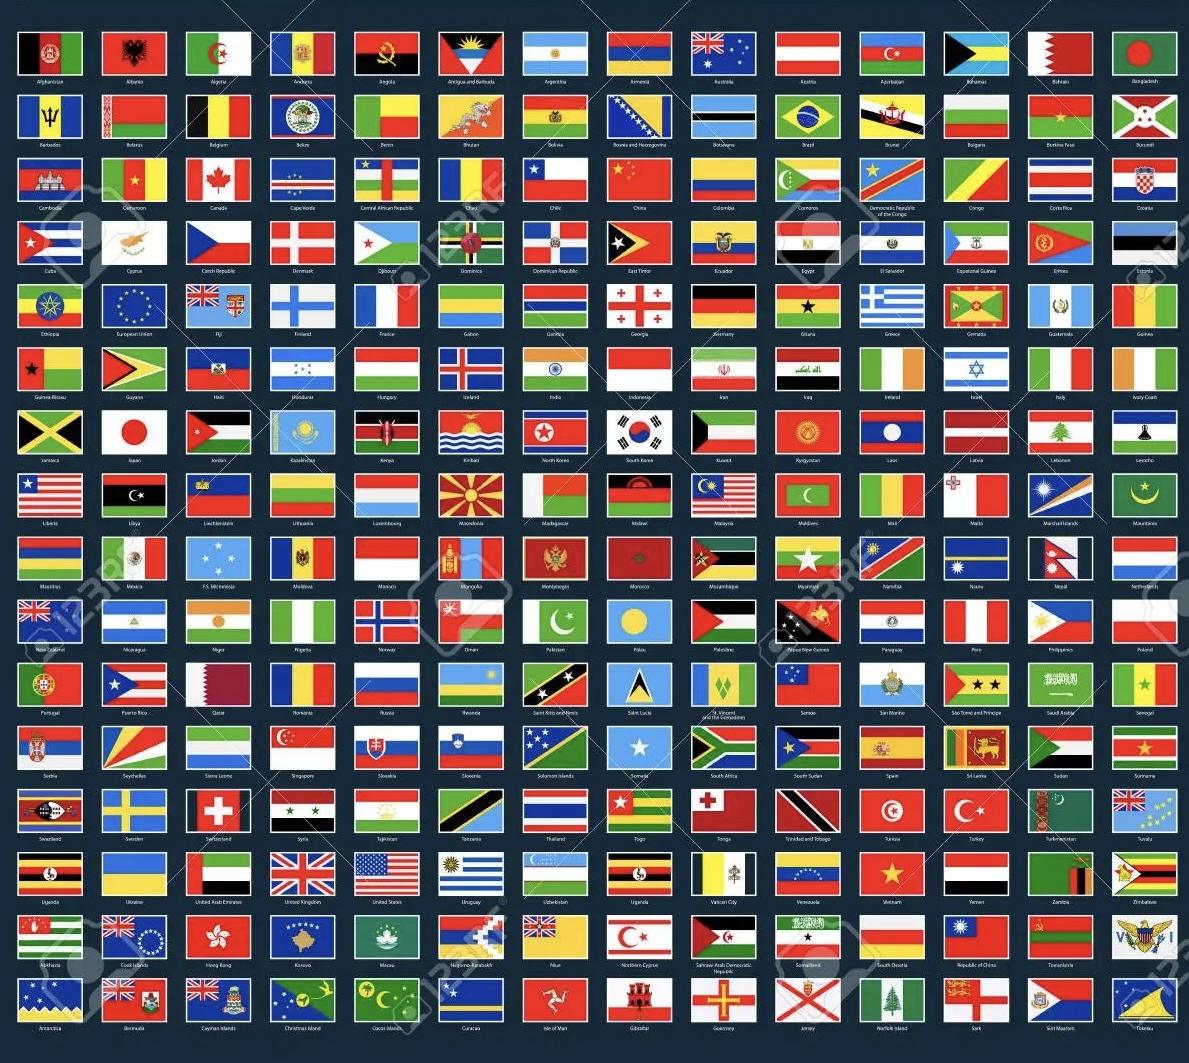 Afghanistan
Albania
Algeria
Andorra
Angola
Antigua and Barbuda
Argentina
Armenia
Australia
Austria
Azerbaijan
Bahamas
Bahrain
Bangladesh
Barbados
Belarus
Belgium
Belize
Benin
Bhutan
Bolivia
Bosnia and Herzegovina
Botswana
Brazil
Brunei
Bulgaria
Burkina Faso
Burundi
Cambodia
Cameroon
Canada
Cape Verde
Central African Republic
Chad
Chile
China
Colombia
Comoros
Democratic Republic
of the Congo
Congo
Costa Rica
Croatia
Cuba
Cyprus
Czech Republic
Denmark
Djibouti
Dominica
Dominican Republic
East Timor
Ecuador
Egypt
El Salvador
Equatorial Guinea
Eritrea
Estonia
Ethiopia
European Union
Fiji
Finland
France
Gabon
Gambia
Georgia
Germany
Ghana
Greece
Grenada
Guatemala
Guinea
Guinea-Bissau
Guyana
Haiti
Honduras
Hungary
Iceland
India
Indonesia
Iran
Iraq
Ireland
Israel
Italy
Ivory Coast
Jamaica
Japan
Jordan
Kazakhstan
Kenya
Kiribati
North Korea
South Korea
Kuwait
Kyrgyzstan
Laos
Latvia
Lebanon
Lesotho
Liberia
Libya
Liechtenstein
Lithuania
Luxembourg
Macedonia
Madagascar
Malawi
Malaysia
Maldives
Mali
Malta
Marshall Islands
Mauritania
Mauritius
Mexico
F.S. Micronesia
Moldova
Monaco
Mongolia
Montenegro
Morocco
Mozambique
Myanmar
Namibia
Nauru
Nepal
Netherlands
New Zealand
Nicaragua
Niger
Nigeria
Norway
Oman
Pakistan
Palau
Palestine
Papua New Guinea
Paraguay
Peru
Philippines
Poland
Portugal
Puerto Rico
Qatar
Romania
Russia
Rwanda
Saint Kitts and Nevis
Saint Lucia
St. Vincent
and the Grenadines
Samoa
San Marino
São Tomé and Príncipe
Saudi Arabia
Senegal
Serbia
Seychelles
Sierra Leone
Singapore
Slovakia
Slovenia
Solomon Islands
Somalia
South Africa
South Sudan
Spain
Sri Lanka
Sudan
Suriname
Swaziland
Sweden
Switzerland
Syria
Tajikistan
Tanzania
Thailand
Togo
Tonga
Trinidad and Tobago
Tunisia
Turkey
Turkmenistan
Tuvalu
Uganda
Ukraine
United Arab Emirates
United Kingdom
United States
Uruguay
Uzbekistan
Uganda
Vatican City
Venezuela
Vietnam
Yemen
Zambia
Zimbabwe
V I
Abkhazia
Cook Islands
Hong Kong
Kosovo
Macau
Nagorno-Karabakh
Niue
Northern Cyprus
Sahrawi Arab Democratic
Republic
Somaliland
South Ossetia
Republic of China
Transnistria
Antarctica
Bermuda
Cayman Islands
Christmas Island
Cocos Islands
Curacao
Isle of Man
Gibraltar
Guernsey
Jersey
Norfolk Island
Sark
Sint Maarten
Tokelau
123RF
123RF
123RF
123RF